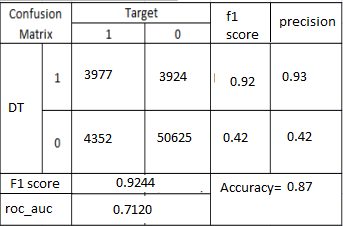 Confusion Matrix Target f1 score precision
1 0
DT 1 3977 3924 0.92 0.93
0 4352 50625 0.42 0.42
F1 score 0.9244 Accuracy= 0.87
roc_auc 0.7120